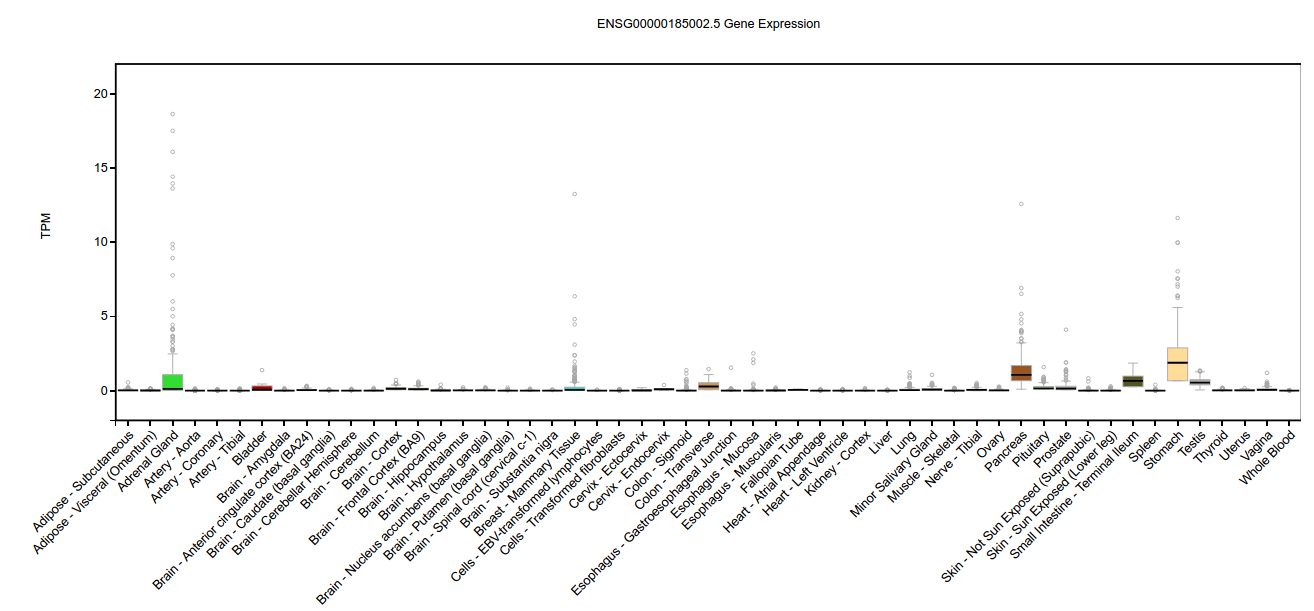 ENSG00000185002.5 Gene Expression
TPM
20
15
10
5
0
Adipose - Subcutaneous
Adipose - Visceral (Omentum)
Adrenal Gland
Artery - Aorta
Artery - Coronary
Artery - Tibial
Bladder
Brain - Amygdala
Brain - Anterior cingulate cortex (BA24)
Brain - Caudate (basal ganglia)
Brain - Cerebellar Hemisphere
Brain - Cerebellum
Brain - Cortex
Brain - Frontal Cortex (BA9)
Brain - Hippocampus
Brain - Hypothalamus
Brain - Nucleus accumbens (basal ganglia)
Brain - Putamen (basal ganglia)
Brain - Spinal cord (cervical c-1)
Brain - Substantia nigra
Breast - Mammary Tissue
Cells - EBV-transformed lymphocytes
Cells - Transformed fibroblasts
Cervix - Ectocervix
Cervix - Endocervix
Colon - Sigmoid
Colon - Transverse
Esophagus - Gastroesophageal Junction
Esophagus - Mucosa
Esophagus - Muscularis
Fallopian Tube
Heart - Atrial Appendage
Heart - Left Ventricle
Kidney - Cortex
Liver
Lung
Minor Salivary Gland
Muscle - Skeletal
Nerve - Tibial
Ovary
Pancreas
Pituitary
Prostate
Skin - Not Sun Exposed (Suprapubic)
Skin - Sun Exposed (Lower leg)
Small Intestine - Terminal Ileum
Spleen
Stomach
Testis
Thyroid
Uterus
Vagina
Whole Blood